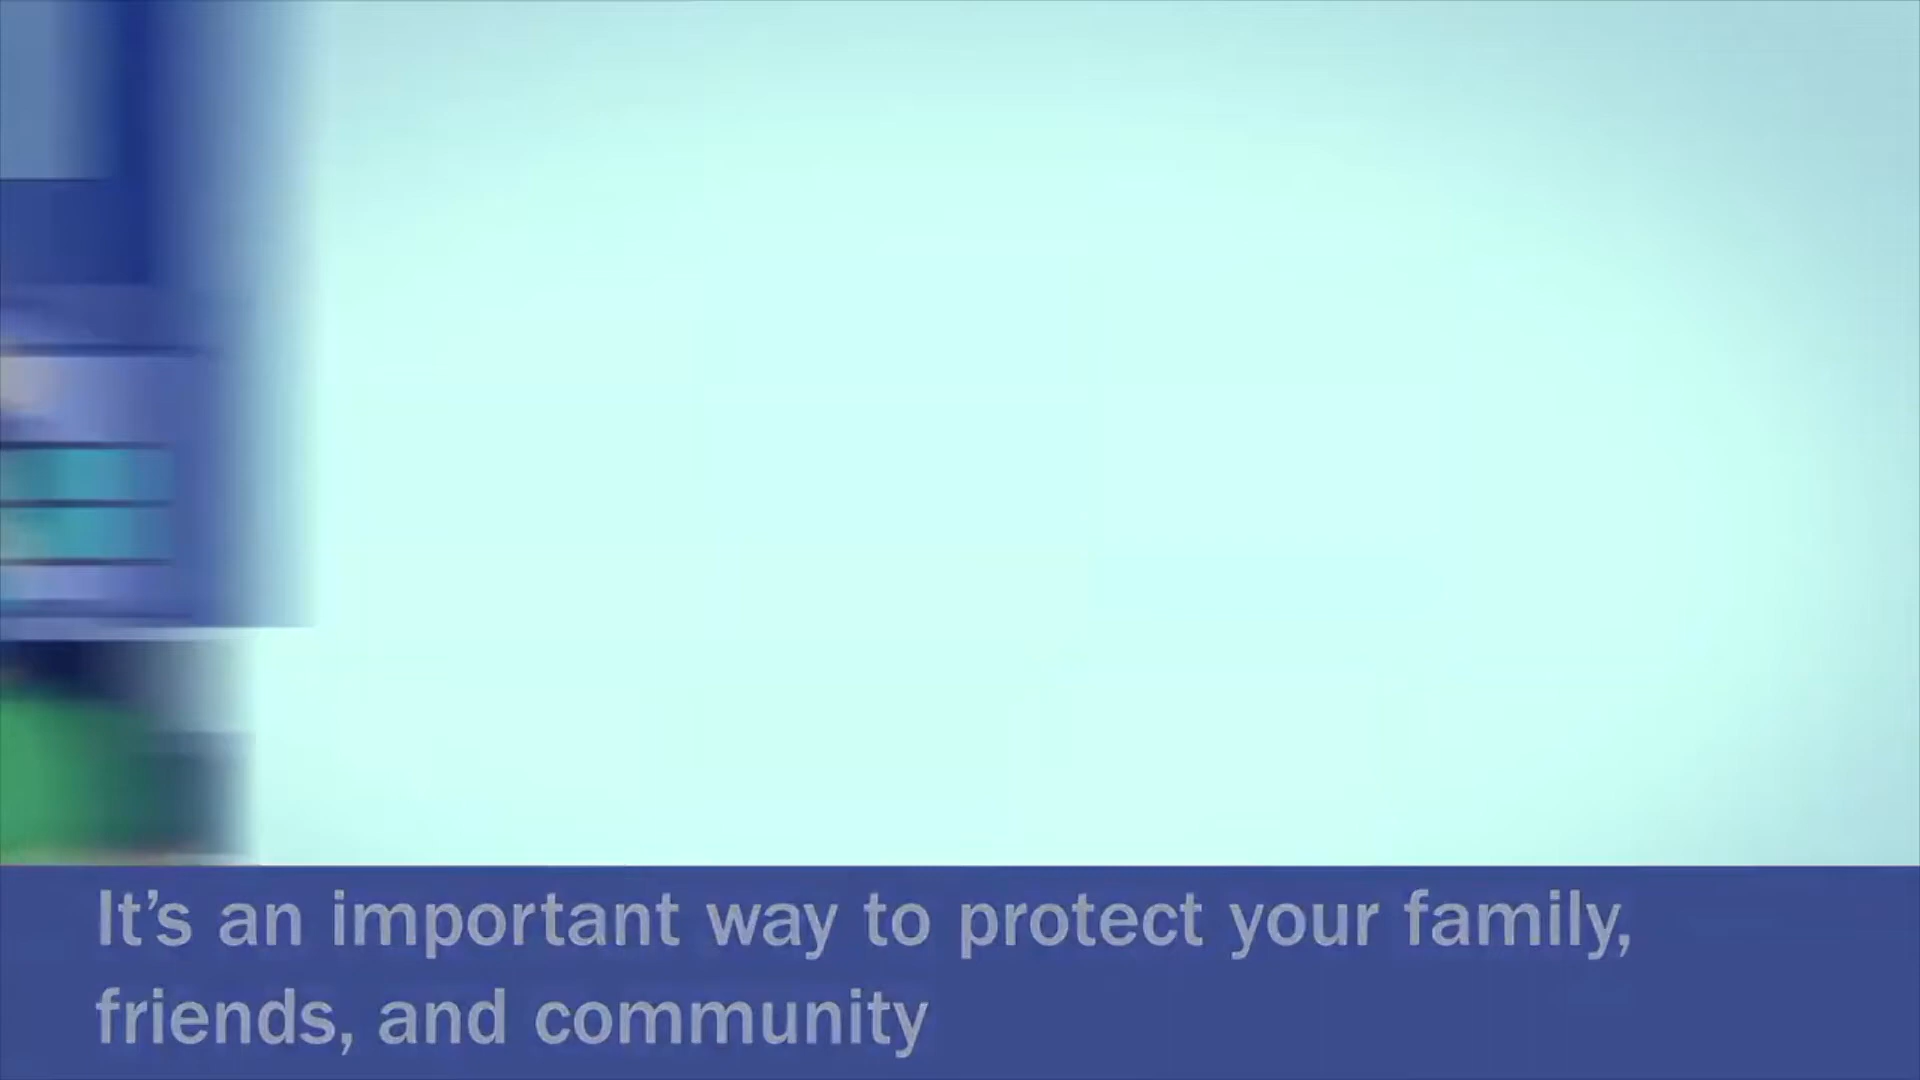 It’s an important way to protect your family,
friends, and community